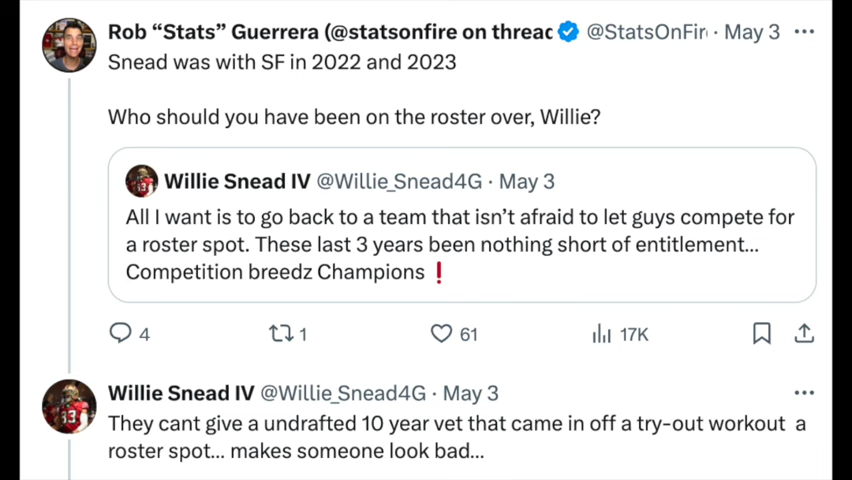 Rob “Stats” Guerrera (@statsonfire on threac @StatsOnFir · May 3 ···
Snead was with SF in 2022 and 2023
Who should you have been on the roster over, Willie?
Willie Snead IV @Willie_Snead4G · May 3
All I want is to go back to a team that isn’t afraid to let guys compete for
a roster spot. These last 3 years been nothing short of entitlement...
Competition breedz Champions❗
4 1 61 17K
Willie Snead IV @Willie_Snead4G · May 3 ···
They cant give a undrafted 10 year vet that came in off a try-out workout a
roster spot... makes someone look bad...